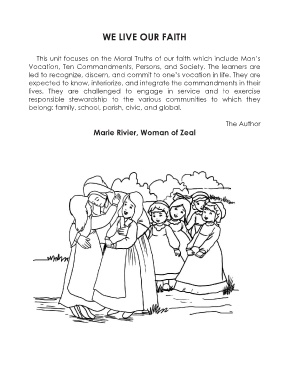 WE LIVE OUR FAITH
This unit focuses on the Moral Truths of our faith which include Man's
Vocation, Ten Commandments, Persons, and Society. The learners are
led to recognize, discern, and commit to one's vocation in life. They are
expected to know, interiorize, and integrate the commandments in their
lives. They are challenged to engage in service and to exercise
responsible stewardship to the various communities to which they
belong: family, school, parish, civic, and global.
The Author
Marie Rivier, Woman of Zeal